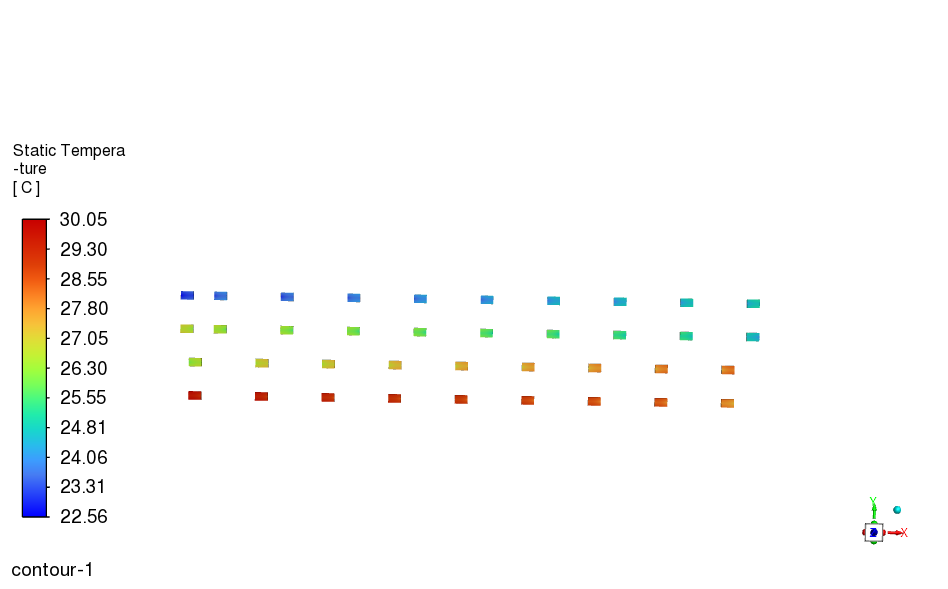 Static Tempera
-ture
[ C ]
30.05
29.30
28.55
27.80
27.05
26.30
25.55
24.81
24.06
23.31
22.56
Y
Z
X
contour-1